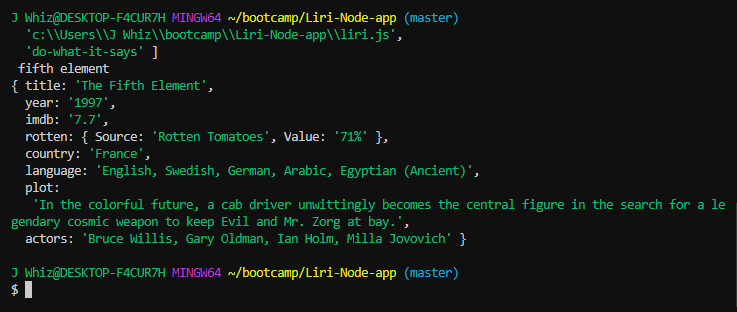 J Whiz@DESKTOP-F4CUR7H MINGW64 ~/bootcamp/Liri-Node-app (master)
  'c:\\Users\\J Whiz\\bootcamp\\Liri-Node-app\\liri.js',
  'do-what-it-says' ]
 fifth element
{ title: 'The Fifth Element',
  year: '1997',
  imdb: '7.7',
  rotten: { Source: 'Rotten Tomatoes', Value: '71%' },
  country: 'France',
  language: 'English, Swedish, German, Arabic, Egyptian (Ancient)',
  plot:
   'In the colorful future, a cab driver unwittingly becomes the central figure in the search for a le
gendary cosmic weapon to keep Evil and Mr. Zorg at bay.',
  actors: 'Bruce Willis, Gary Oldman, Ian Holm, Milla Jovovich' }
J Whiz@DESKTOP-F4CUR7H MINGW64 ~/bootcamp/Liri-Node-app (master)
$